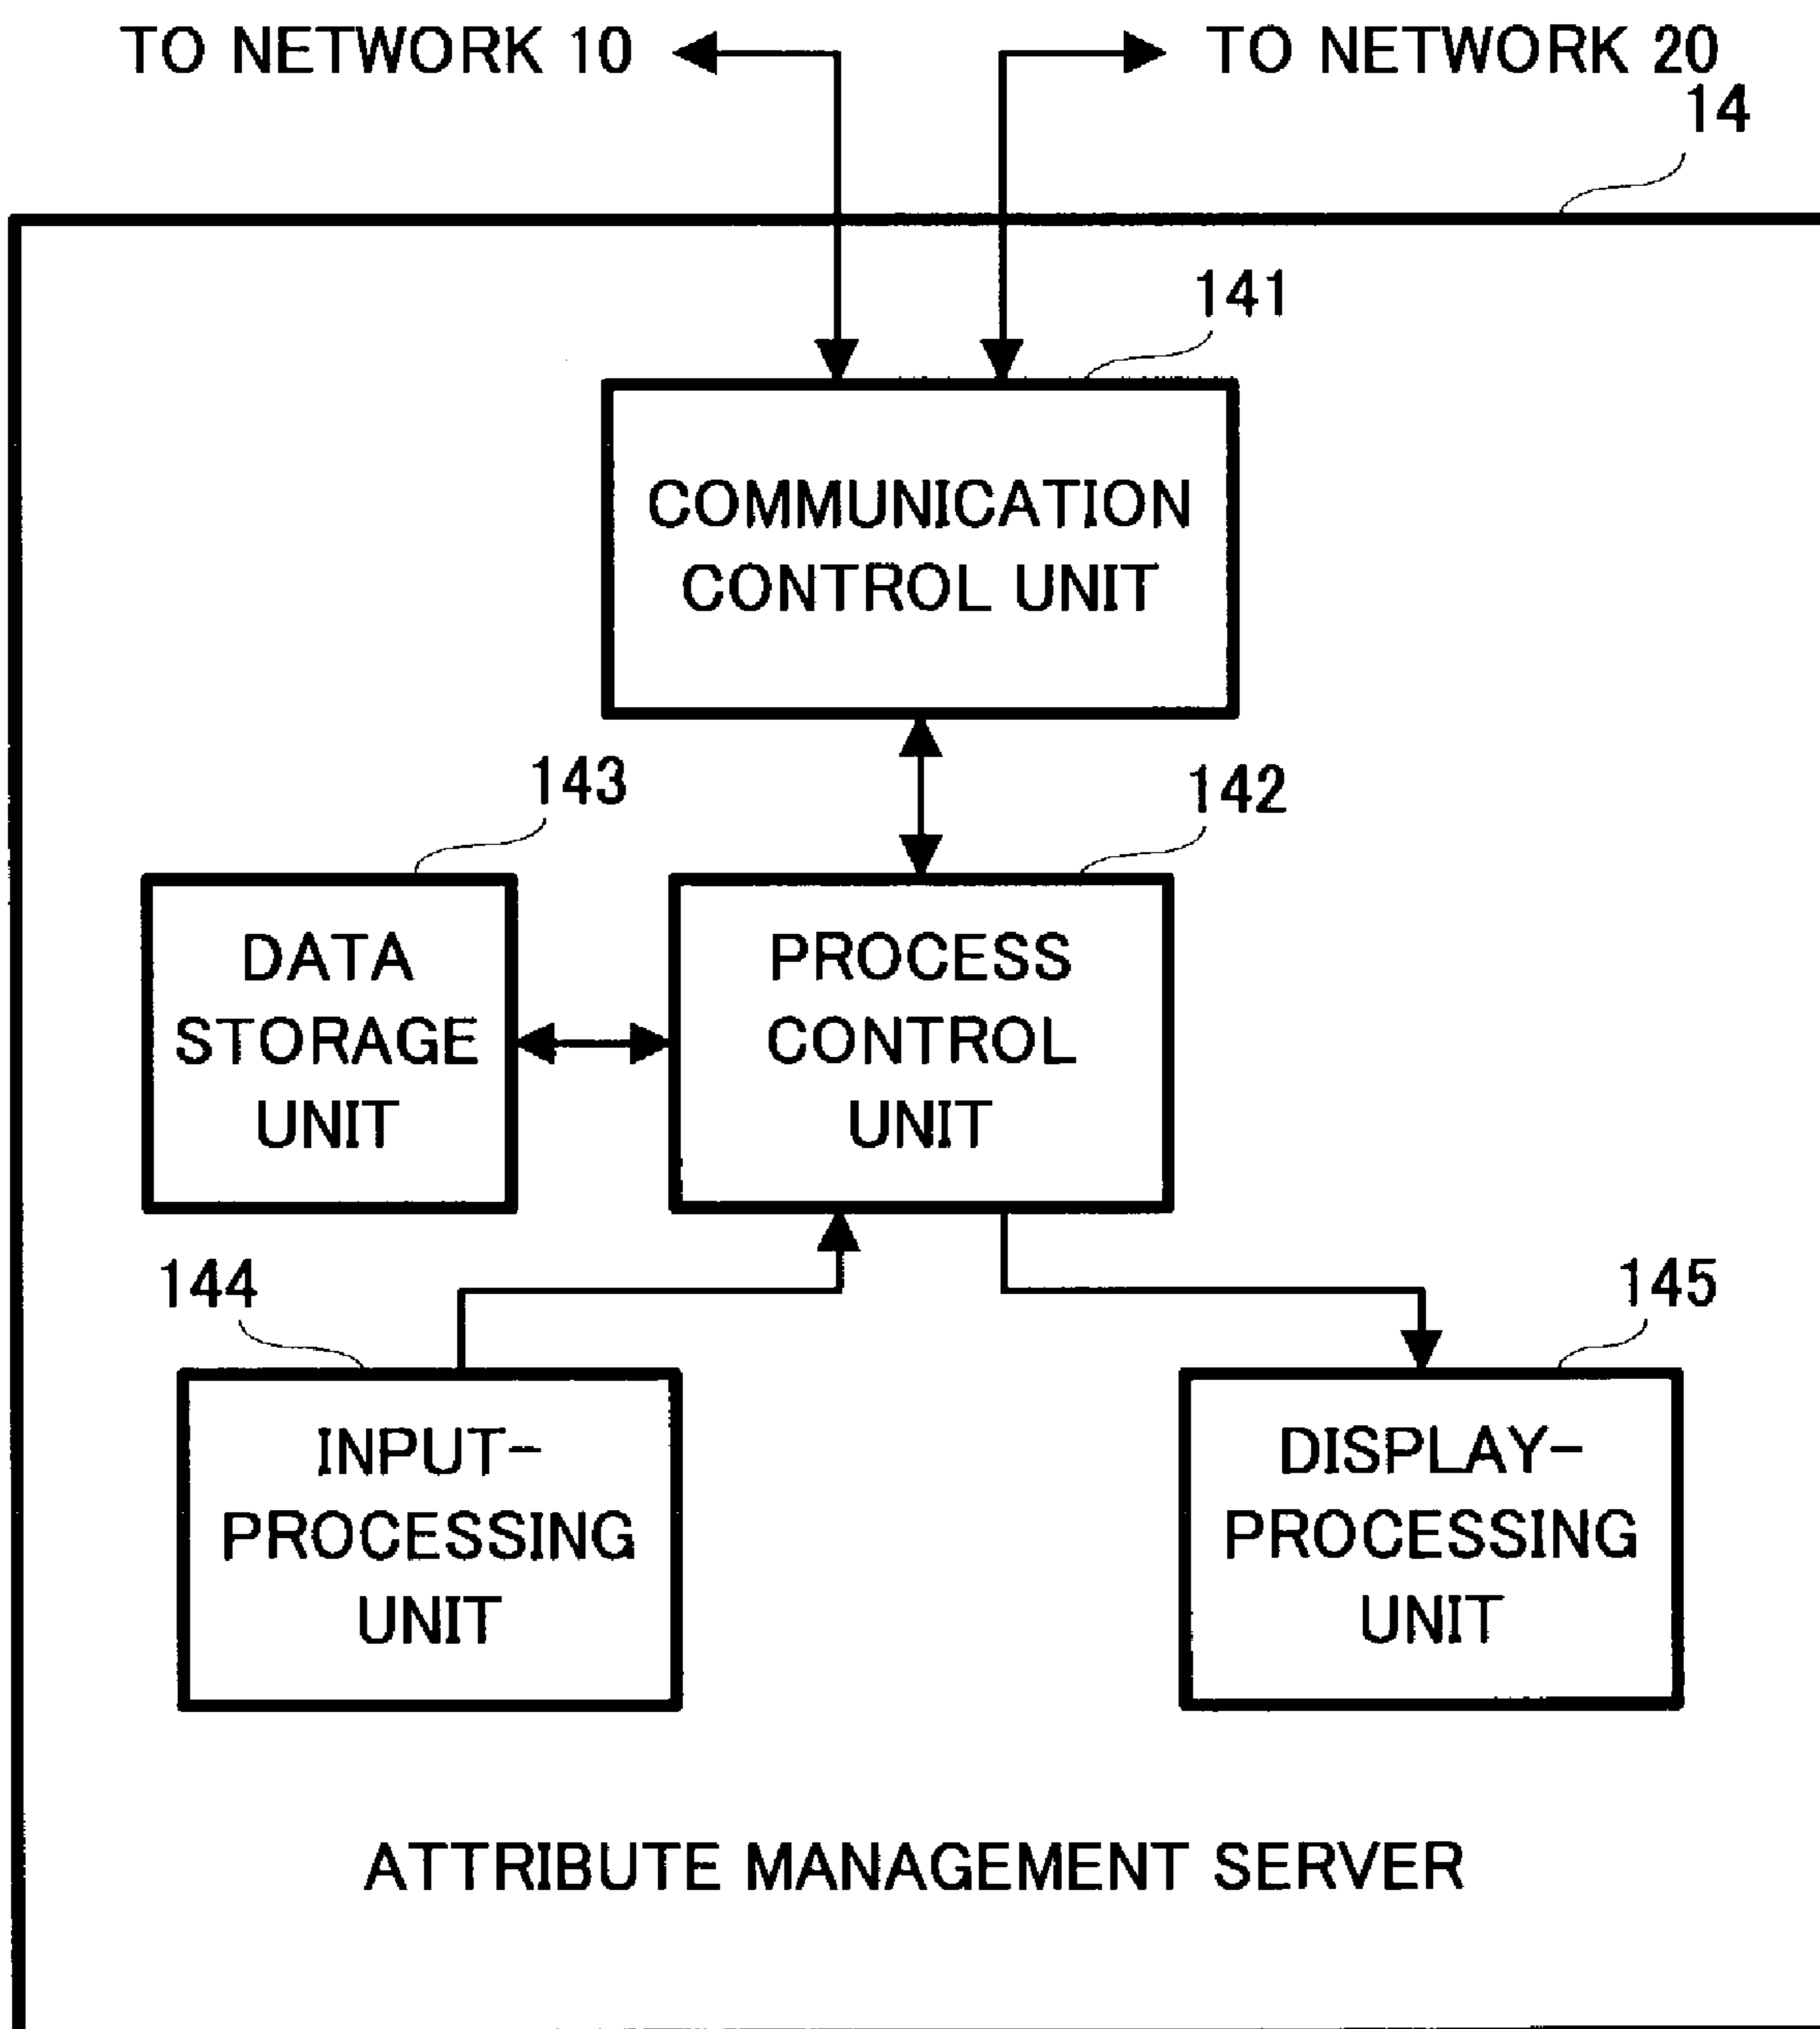 TO NETWORK 10
TO NETWORK 20
14
141
COMMUNICATION
CONTROL UNIT
143
142
DATA
STORAGE
UNIT
PROCESS
CONTROL
UNIT
144
145
INPUT-
PROCESSING
UNIT
DISPLAY-
PROCESSING
UNIT
ATTRIBUTE MANAGEMENT SERVER